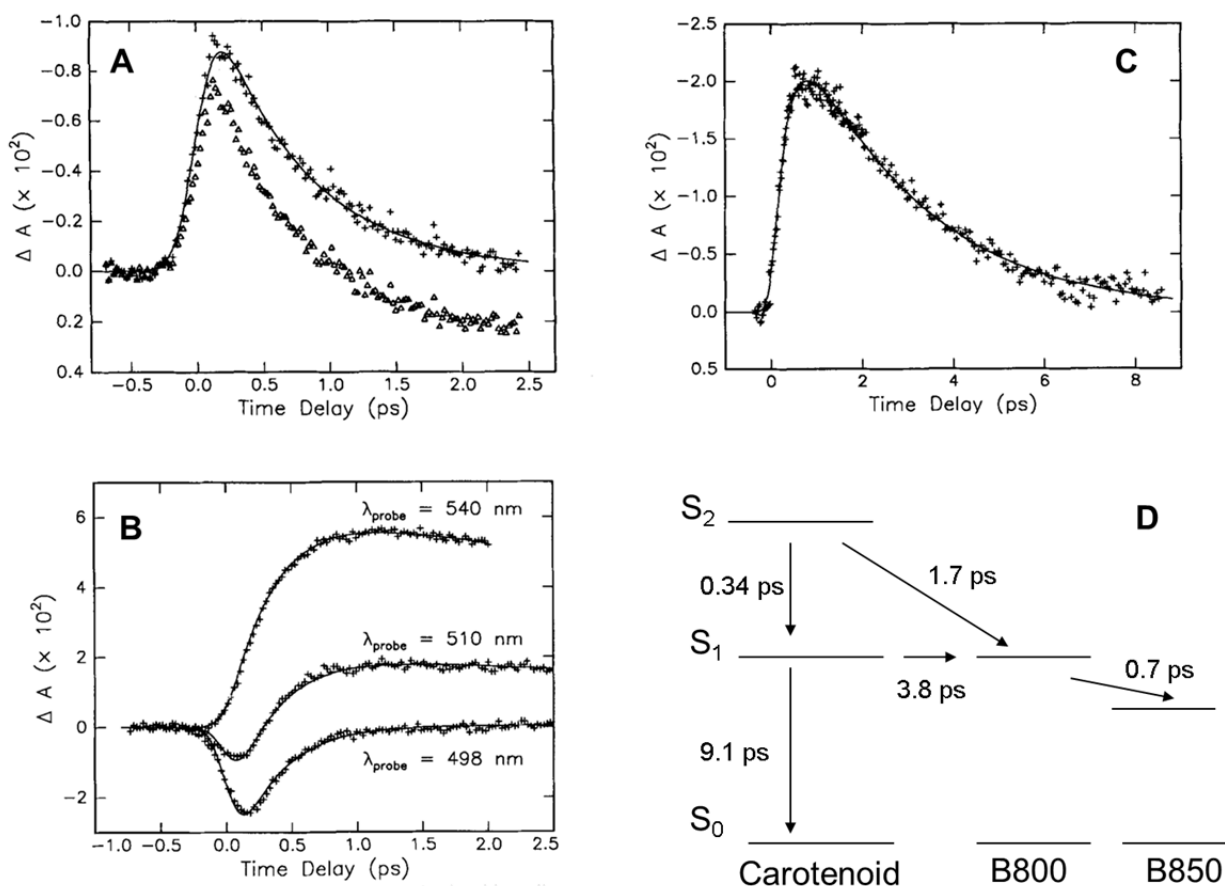 A
Δ A (× 10²)
-1.0
-0.8
-0.6
-0.4
-0.2
0.0
0.2
0.4
-0.5 0.0 0.5 1.0 1.5 2.0 2.5
Time Delay (ps)
C
Δ A (× 10²)
-2.5
-2.0
-1.5
-1.0
-0.5
-0.0
0.5
0 2 4 6 8
Time Delay (ps)
B
Δ A (× 10²)
6
4
2
0
-2
λprobe = 540 nm
λprobe = 510 nm
λprobe = 498 nm
-1.0 -0.5 0.0 0.5 1.0 1.5 2.0 2.5
Time Delay (ps)
D
S₂
0.34 ps
1.7 ps
S₁
3.8 ps
0.7 ps
9.1 ps
S₀
Carotenoid B800 B850